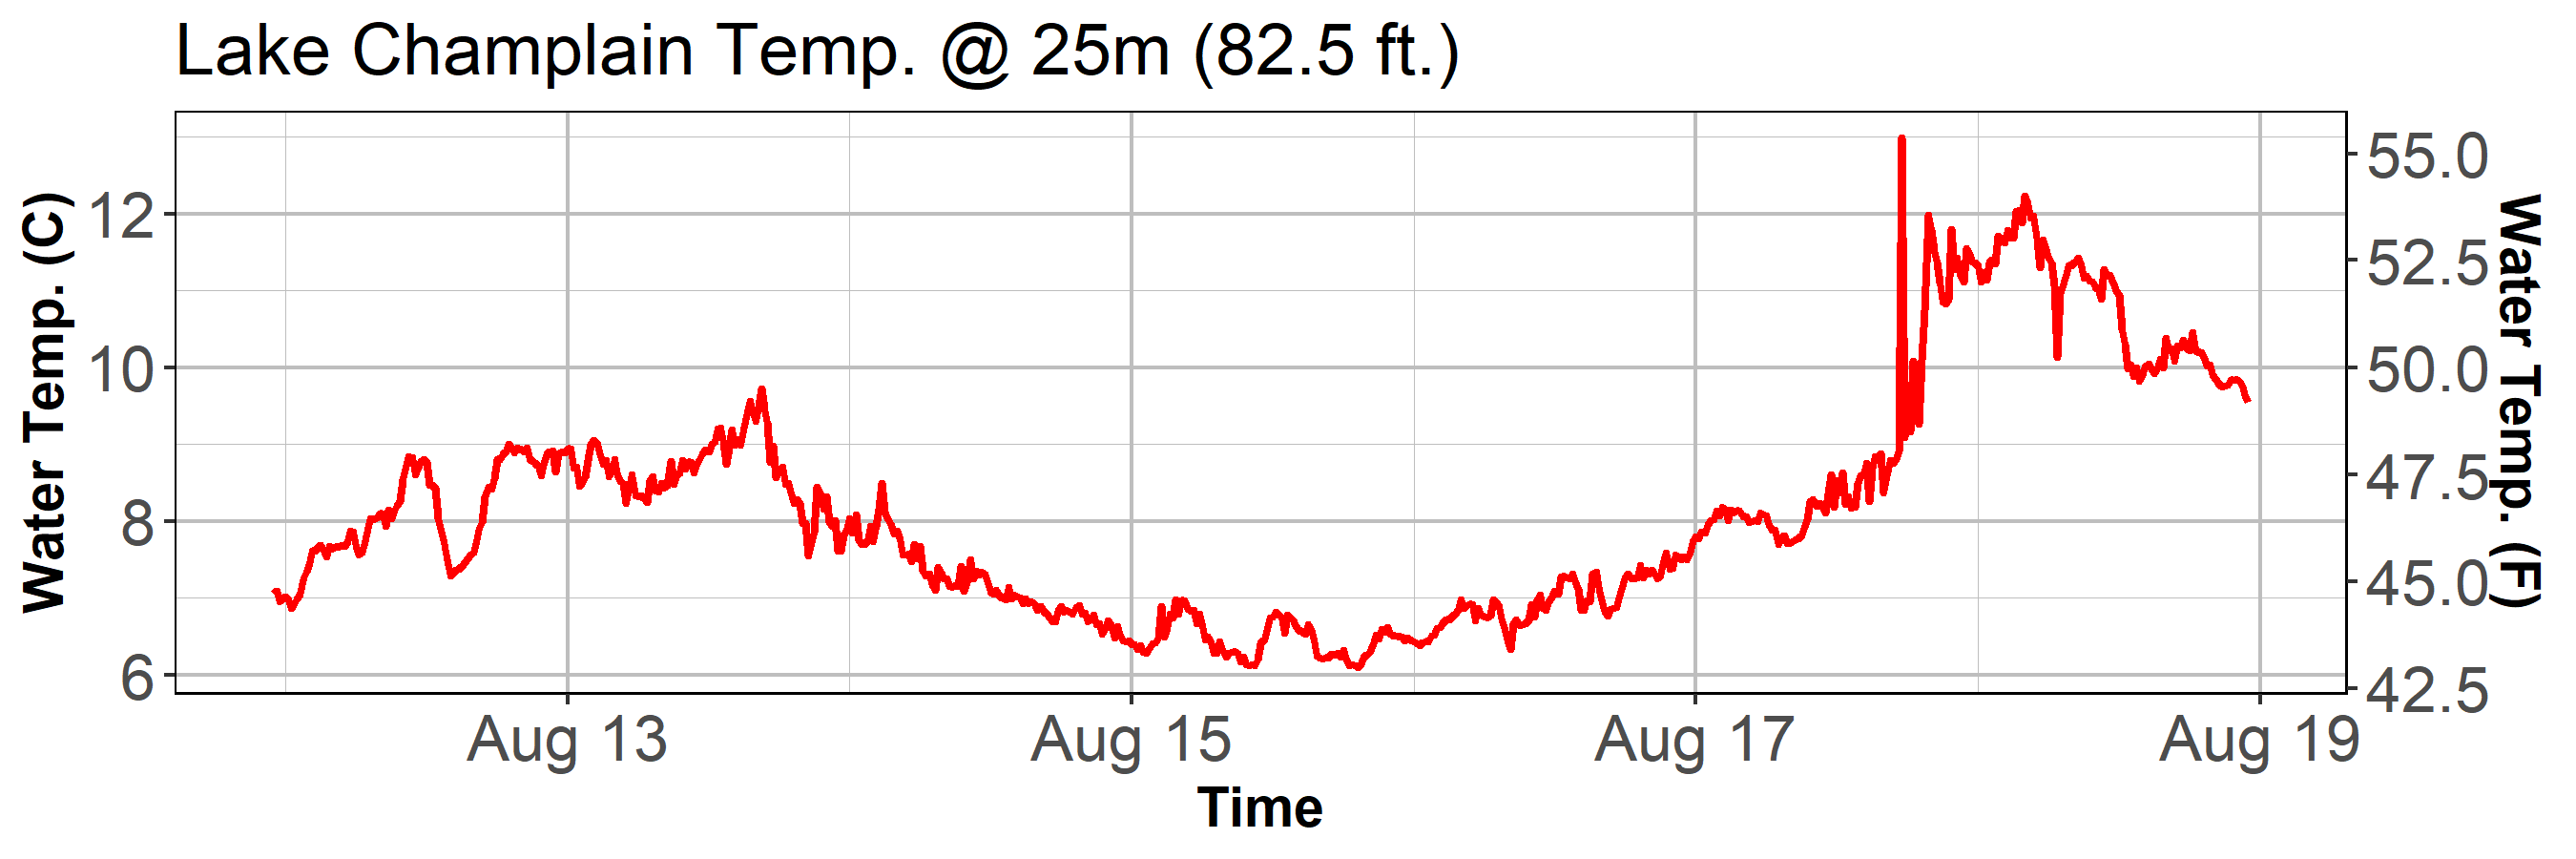 Lake Champlain Temp. @ 25m (82.5 ft.)
Water Temp. (C)
12
10
8
6
55.0
52.5
50.0
47.5
45.0
42.5
Water Temp. (F)
Aug 13 Aug 15 Aug 17 Aug 19
Time